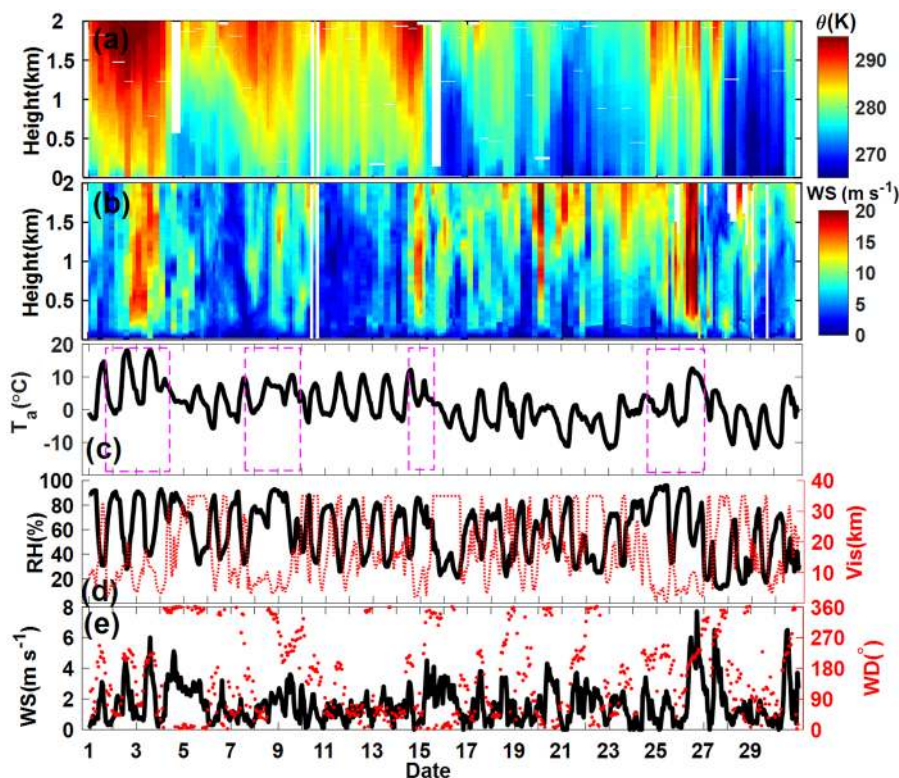 (a)
θ(K)
Height(km)
2
1.5
1
0.5
0
290
280
270
(b)
WS (m s⁻¹)
Height(km)
2
1.5
1
0.5
20
15
10
5
0
(c)
Tₐ(°C)
20
10
0
-10
(d)
RH(%)
80
60
40
20
Vis(km)
40
30
20
10
(e)
WS(m s⁻¹)
8
6
4
2
0
WD(°)
360
270
180
90
0
1 3 5 7 9 11 13 15 17 19 21 23 25 27 29
Date